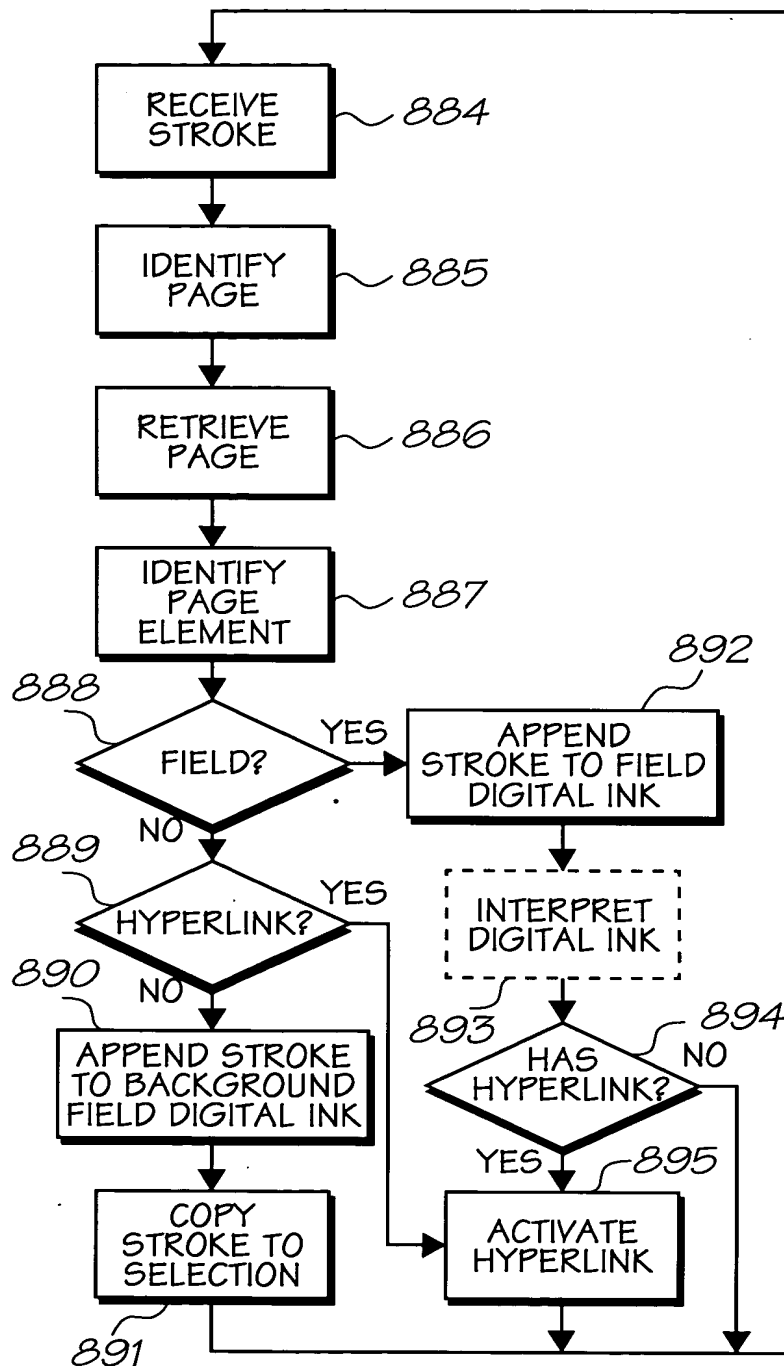 RECEIVE
STROKE
884
IDENTIFY
PAGE
885
RETRIEVE
PAGE
886
IDENTIFY
PAGE
ELEMENT
887
888
FIELD?
YES
NO
892
APPEND
STROKE TO FIELD
DIGITAL INK
889
HYPERLINK?
YES
NO
INTERPRET
DIGITAL INK
893
890
APPEND STROKE
TO BACKGROUND
FIELD DIGITAL INK
894
HAS
HYPERLINK?
NO
YES
895
COPY
STROKE TO
SELECTION
891
ACTIVATE
HYPERLINK